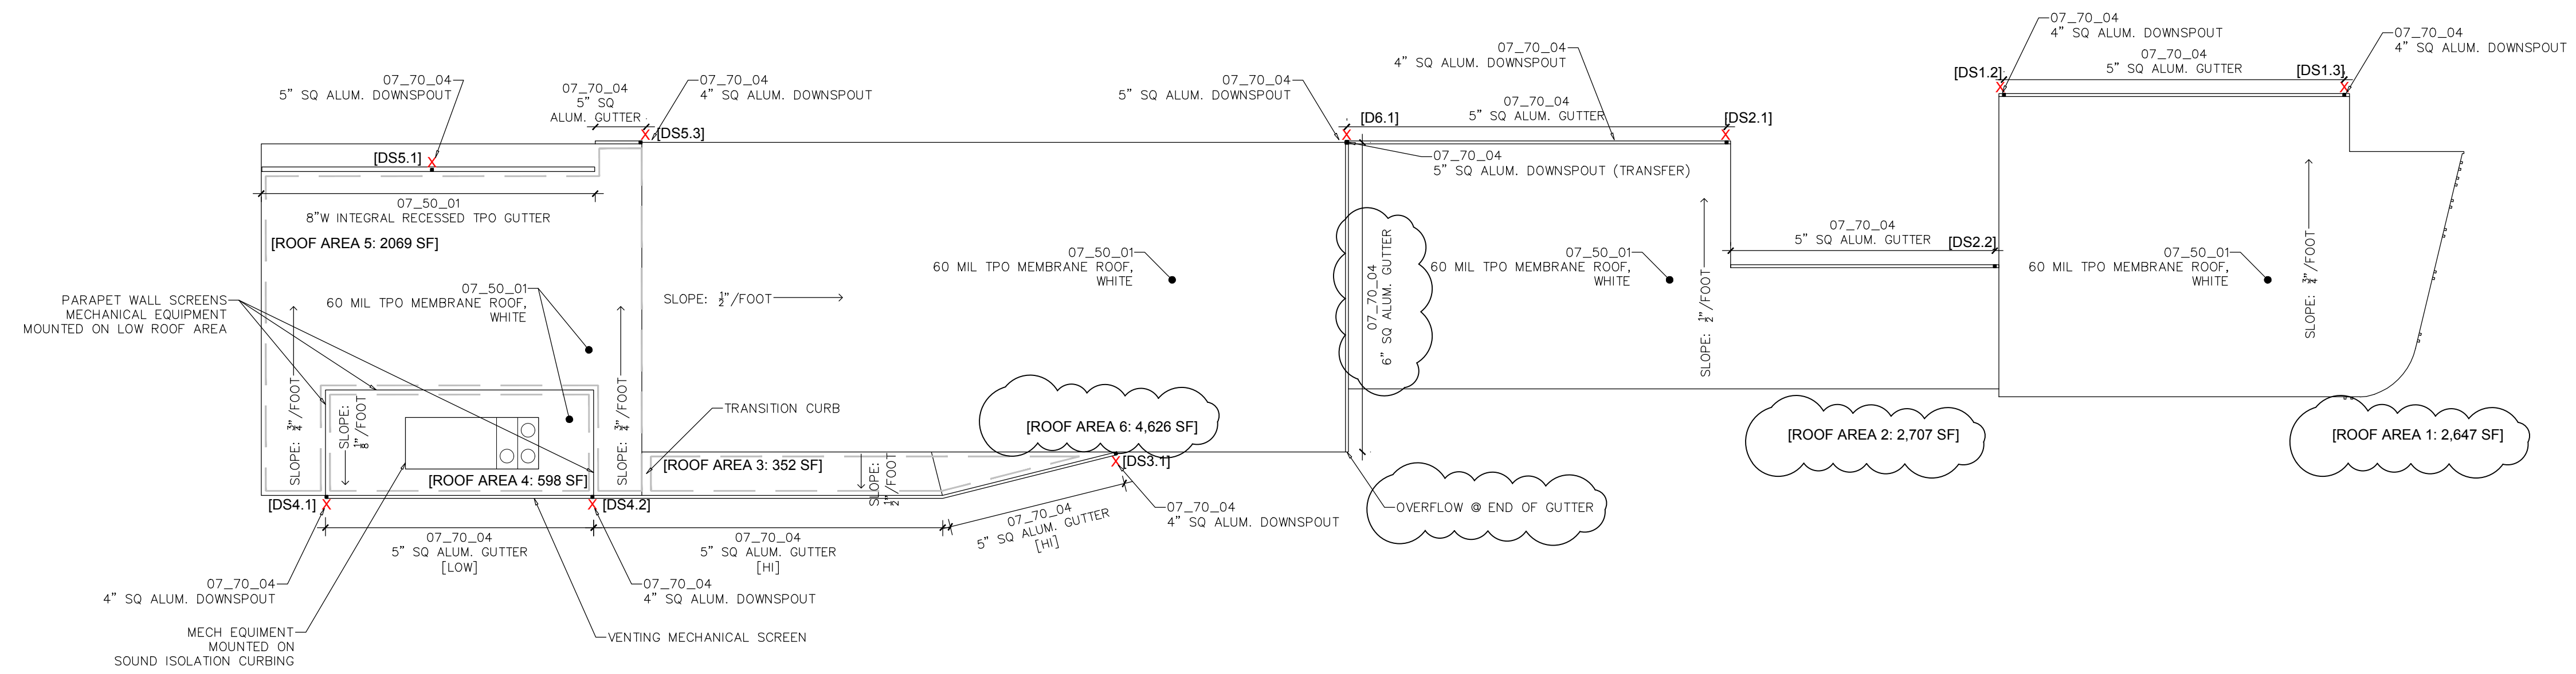 07_70_04
4” SQ ALUM. DOWNSPOUT
07_70_04
4” SQ ALUM. DOWNSPOUT
07_70_04
5” SQ ALUM. GUTTER
[DS1.2]
[DS1.3]
07_70_04
4” SQ ALUM. DOWNSPOUT
07_70_04
5” SQ ALUM. DOWNSPOUT
07_70_04
5” SQ
ALUM. GUTTER
07_70_04
4” SQ ALUM. DOWNSPOUT
07_70_04
5” SQ ALUM. DOWNSPOUT
07_70_04
5” SQ ALUM. GUTTER
[D6.1]
[DS2.1]
X
X
X
X
X
X
[DS5.3]
[DS5.1]
07_70_04
5” SQ ALUM. DOWNSPOUT (TRANSFER)
07_50_01
8”W INTEGRAL RECESSED TPO GUTTER
[ROOF AREA 5: 2069 SF]
07_70_04
5” SQ ALUM. GUTTER
[DS2.2]
07_50_01
60 MIL TPO MEMBRANE ROOF,
WHITE
07_70_04
6” SQ ALUM. GUTTER
07_50_01
60 MIL TPO MEMBRANE ROOF,
WHITE
07_50_01
60 MIL TPO MEMBRANE ROOF,
WHITE
SLOPE: ¾”/FOOT
SLOPE: ½”/FOOT
SLOPE: ½”/FOOT
PARAPET WALL SCREENS
MECHANICAL EQUIPMENT
MOUNTED ON LOW ROOF AREA
07_50_01
60 MIL TPO MEMBRANE ROOF,
WHITE
SLOPE: ¾”/FOOT
SLOPE:
⅛”/FOOT
SLOPE: ¾”/FOOT
TRANSITION CURB
[ROOF AREA 6: 4,626 SF]
[ROOF AREA 2: 2,707 SF]
[ROOF AREA 1: 2,647 SF]
[ROOF AREA 3: 352 SF]
SLOPE:
½”/FOOT
X
[DS3.1]
[ROOF AREA 4: 598 SF]
[DS4.1]
X
X
[DS4.2]
OVERFLOW @ END OF GUTTER
07_70_04
4” SQ ALUM. DOWNSPOUT
07_70_04
5” SQ ALUM. GUTTER
[HI]
07_70_04
5” SQ ALUM. GUTTER
[LOW]
07_70_04
5” SQ ALUM. GUTTER
[HI]
07_70_04
4” SQ ALUM. DOWNSPOUT
07_70_04
4” SQ ALUM. DOWNSPOUT
MECH EQUIMENT
MOUNTED ON
SOUND ISOLATION CURBING
VENTING MECHANICAL SCREEN